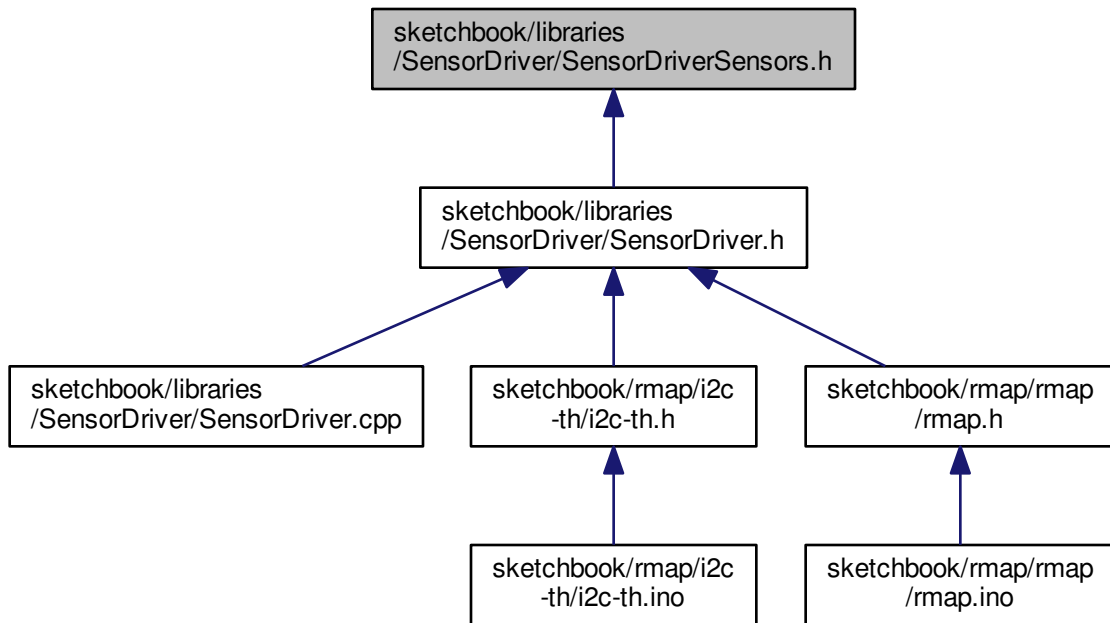 sketchbook/libraries
/SensorDriver/SensorDriverSensors.h
sketchbook/libraries
/SensorDriver/SensorDriver.h
sketchbook/libraries
/SensorDriver/SensorDriver.cpp
sketchbook/rmap/i2c
-th/i2c-th.h
sketchbook/rmap/rmap
/rmap.h
sketchbook/rmap/i2c
-th/i2c-th.ino
sketchbook/rmap/rmap
/rmap.ino